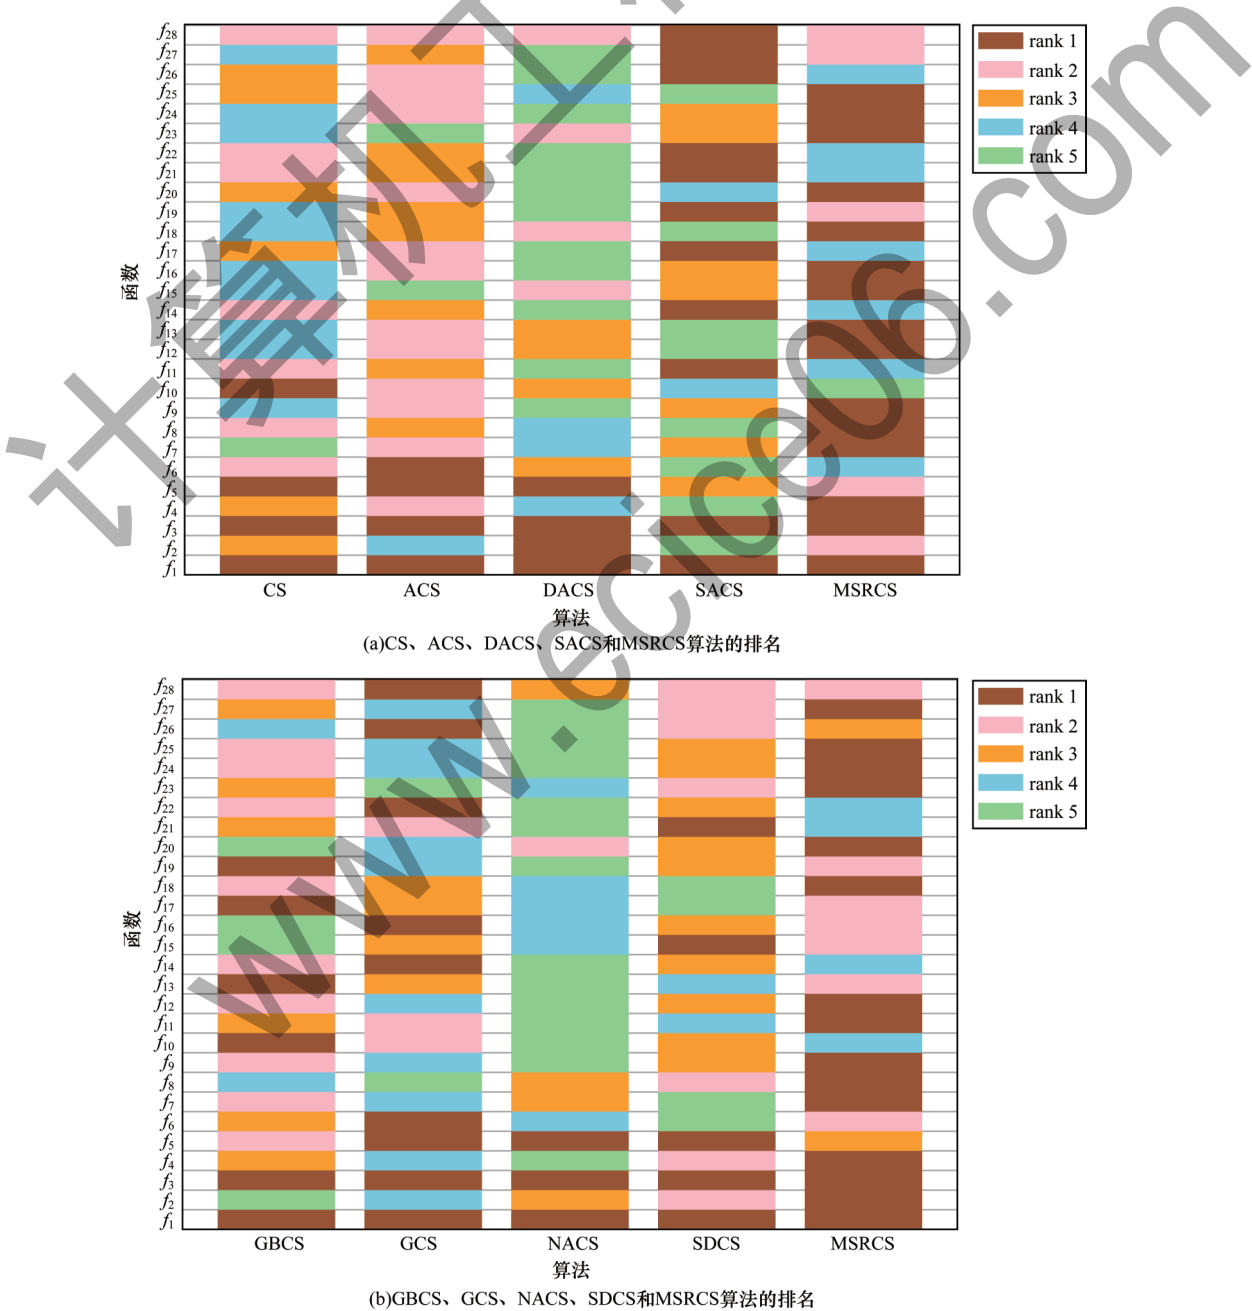 f28
f27
f26
f25
f24
f23
f22
f21
f20
f19
f18
f17
f16
f15
f14
f13
f12
f11
f10
f9
f8
f7
f6
f5
f4
f3
f2
f1
函数
rank 1
rank 2
rank 3
rank 4
rank 5
CS ACS DACS SACS MSRCS
算法
(a)CS、ACS、DACS、SACS和MSRCS算法的排名
f28
f27
f26
f25
f24
f23
f22
f21
f20
f19
f18
f17
f16
f15
f14
f13
f12
f11
f10
f9
f8
f7
f6
f5
f4
f3
f2
f1
函数
rank 1
rank 2
rank 3
rank 4
rank 5
GBCS GCS NACS SDCS MSRCS
算法
(b)GBCS、GCS、NACS、SDCS和MSRCS算法的排名
计算机工
www.ecice06.com